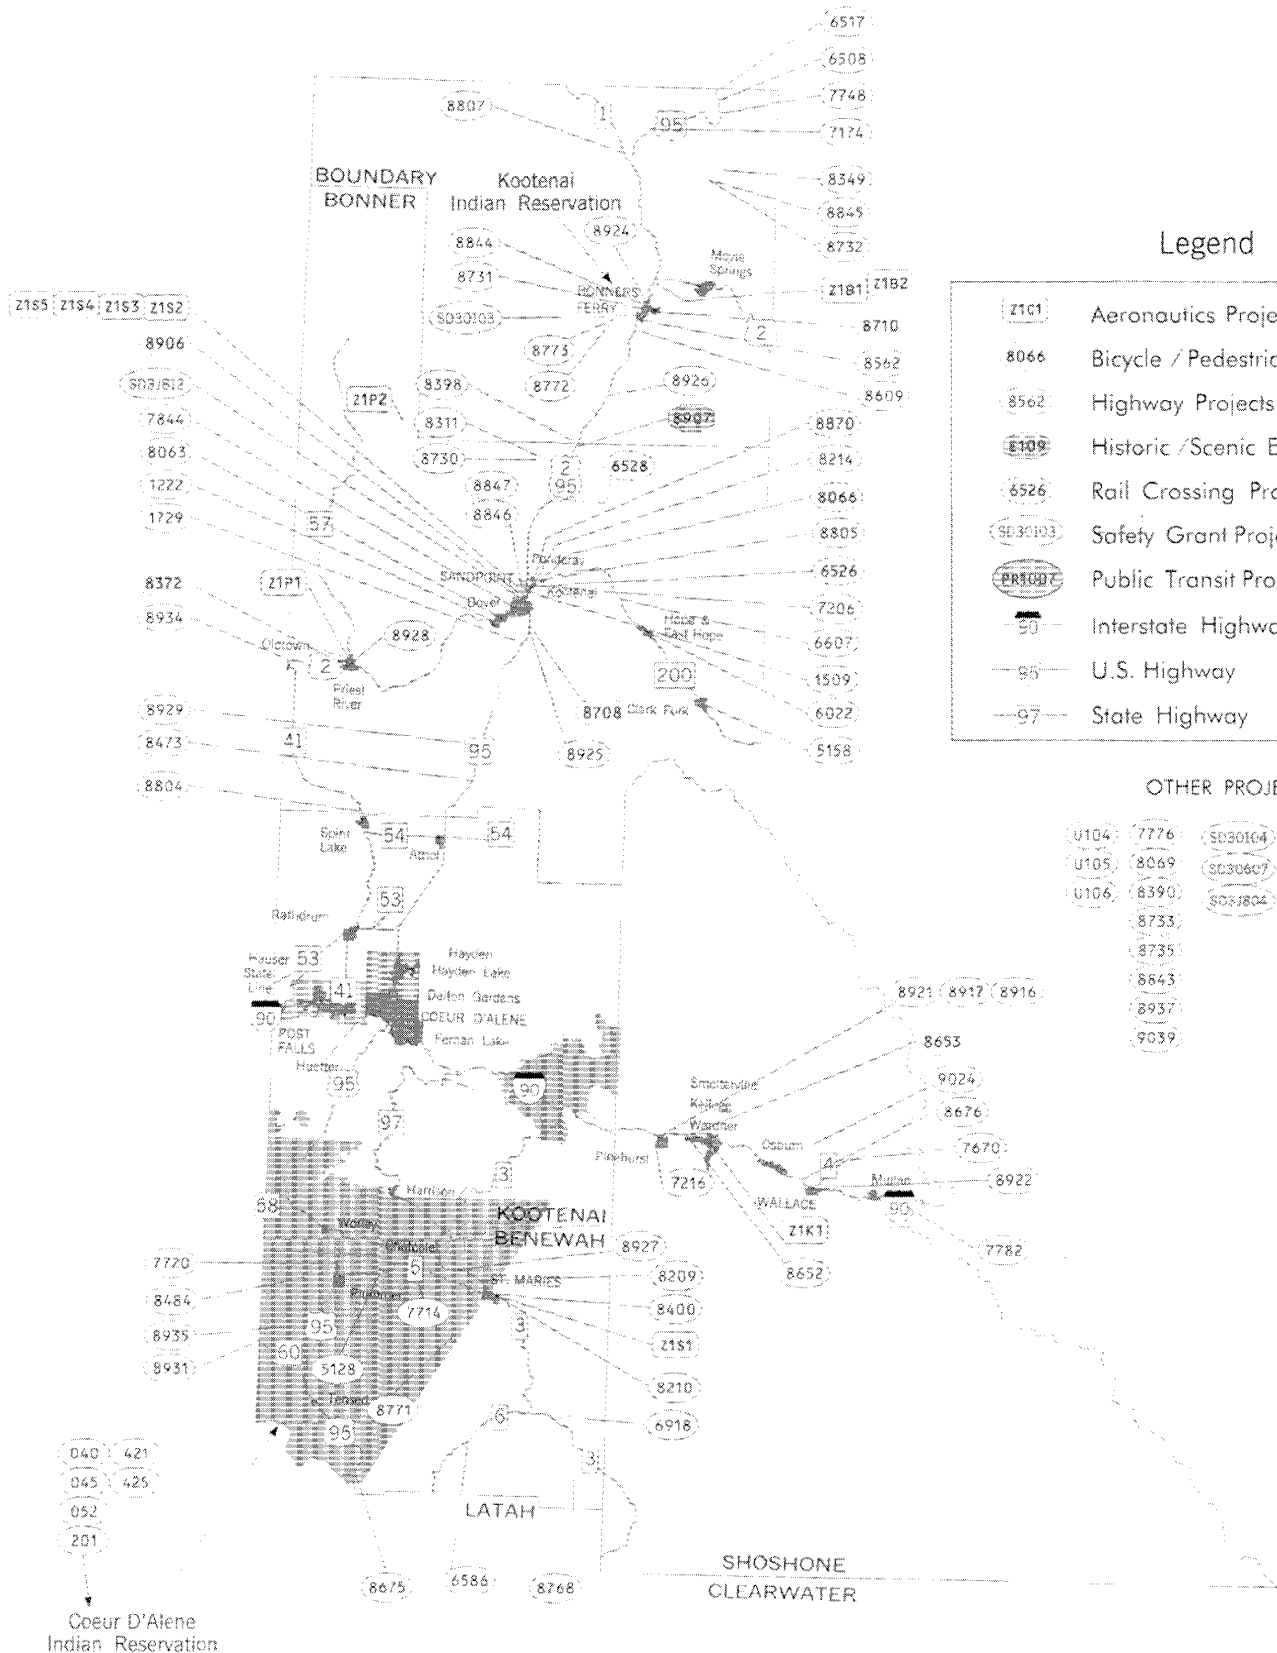 6517
6508
7748
7174
8807
1
95
BOUNDARY
BONNER
Kootenai
Indian Reservation
8349
8845
8732
8924
8844
8731
SD30103
Moyie
Springs
BONNERS
FERRY
Z1B1 Z1B2
8710
2
8562
8609
Z1S5 Z1S4 Z1S3 Z1S2
8906
7844
8063
1222
1729
8773
8772
8926
8907
Z1P2
8398
8311
8730
2
95
6528
8847
8846
57
8870
8214
8066
8805
6526
7206
6607
1509
6022
5158
Ponderay
SANDPOINT
Kootenai
Dover
Hope &
East Hope
200
Clark Fork
8372
8934
Z1P1
8928
Oldtown
2
Priest
River
8708
8925
8929
8473
8804
41
95
Spirit
Lake
54
54
Athol
Legend
Z1C1 Aeronautics Proje
8066 Bicycle / Pedestria
8562 Highway Projects
E109 Historic /Scenic E
6526 Rail Crossing Pro
SD30103 Safety Grant Proje
Public Transit Pro
90 Interstate Highwa
95 U.S. Highway
97 State Highway
OTHER PROJE
U104 7776 SD30104
U105 8069 SD30607
U106 8390 SD3J804
8733
8735
8843
8937
9039
53
Rathdrum
Hauser
State
Line
53
41
Hayden
Hayden Lake
Dalton Gardens
COEUR D'ALENE
Fernan Lake
90
POST
FALLS
Huetter
95
90
97
3
Harrison
8921 8917 8916
8653
9024
8676
7670
8922
7782
Smelterville
Kellogg
Wardner
Pinehurst
7216
Osburn
4
WALLACE
Mullan
90
Z1K1
8652
58
Worley
KOOTENAI
BENEWAH
Chatcolet
5
ST. MARIES
Plummer
7714
7720
8484
8935
8931
95
60
5128
Tensed
8771
95
8927
8209
8400
Z1S1
8210
6918
3
6
3
040 421
045 425
052
201
Coeur D'Alene
Indian Reservation
LATAH
8675
6586
8768
SHOSHONE
CLEARWATER